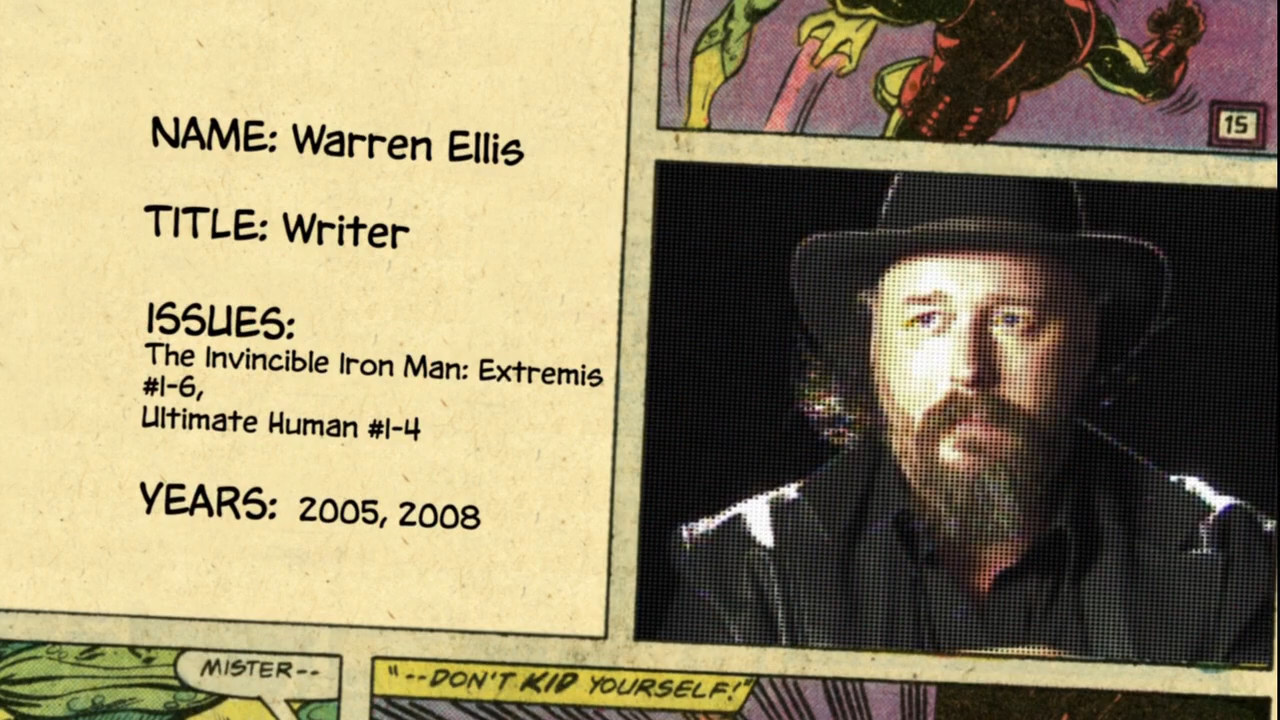 NAME: Warren Ellis
TITLE: Writer
ISSUES:
The Invincible Iron Man: Extremis
#1-6,
Ultimate Human #1-4
YEARS: 2005, 2008
15
MISTER--
"--DON'T KID YOURSELF!"